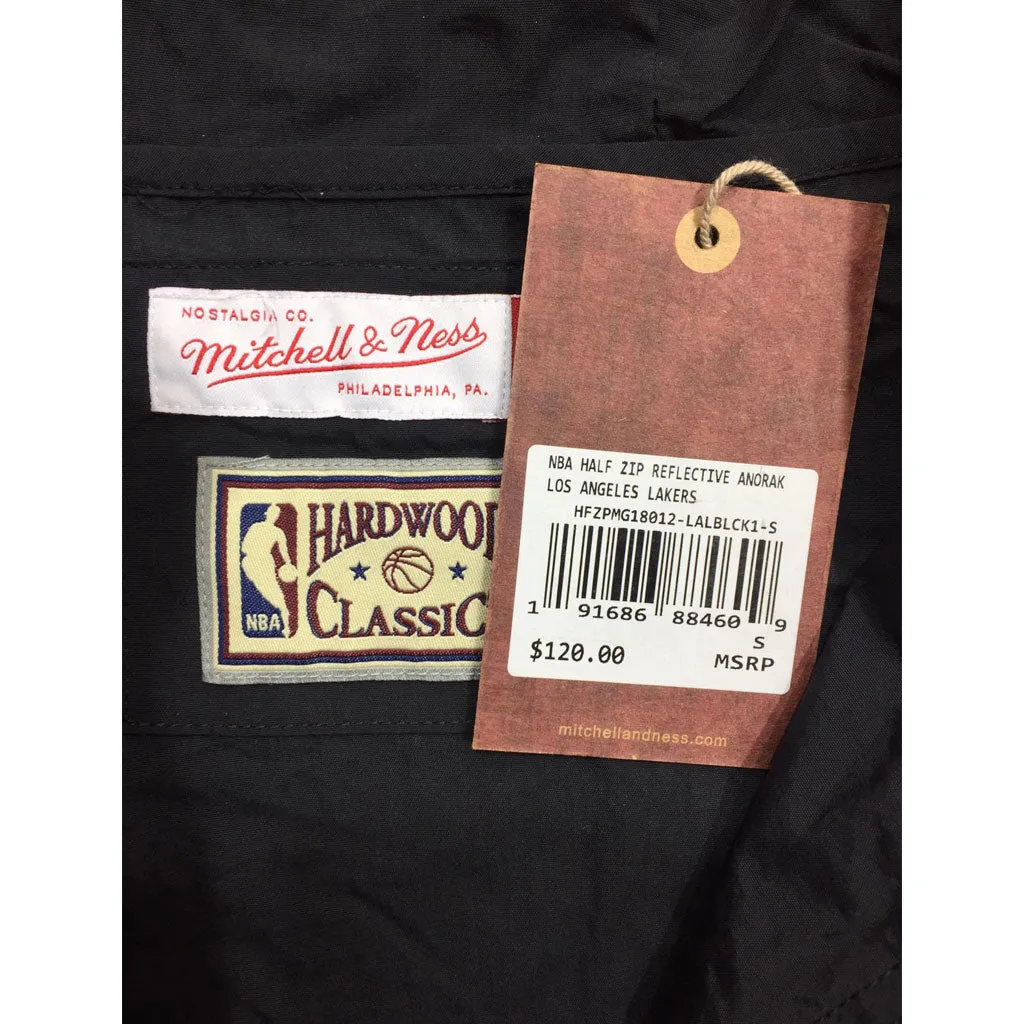 NOSTALGIA CO.
Mitchell & Ness
PHILADELPHIA, PA.
HARDWOO
CLASSIC
NBA
NBA HALF ZIP REFLECTIVE ANORAK
LOS ANGELES LAKERS
HFZPMG18012-LALBLCK1-S
1 91686 88460 9
S
$120.00 MSRP
mitchellandness.com